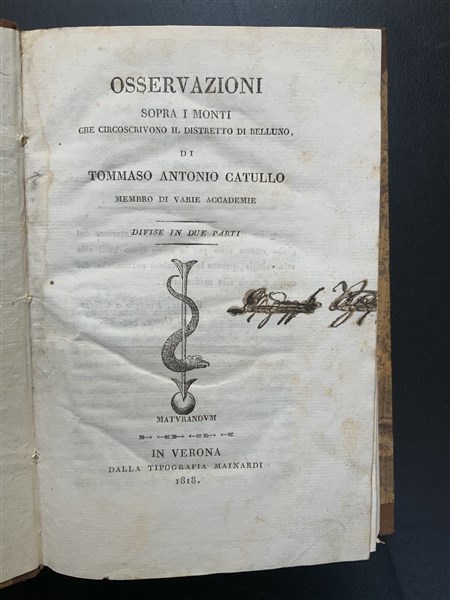 OSSERVAZIONI
SOPRA I MONTI
CHE CIRCOSCRIVONO IL DISTRETTO DI BELLUNO,
DI
TOMMASO ANTONIO CATULLO
MEMBRO DI VARIE ACCADEMIE
DIVISE IN DUE PARTI
MATVRANDVM
IN VERONA
DALLA TIPOGRAFIA MAINARDI
1818.